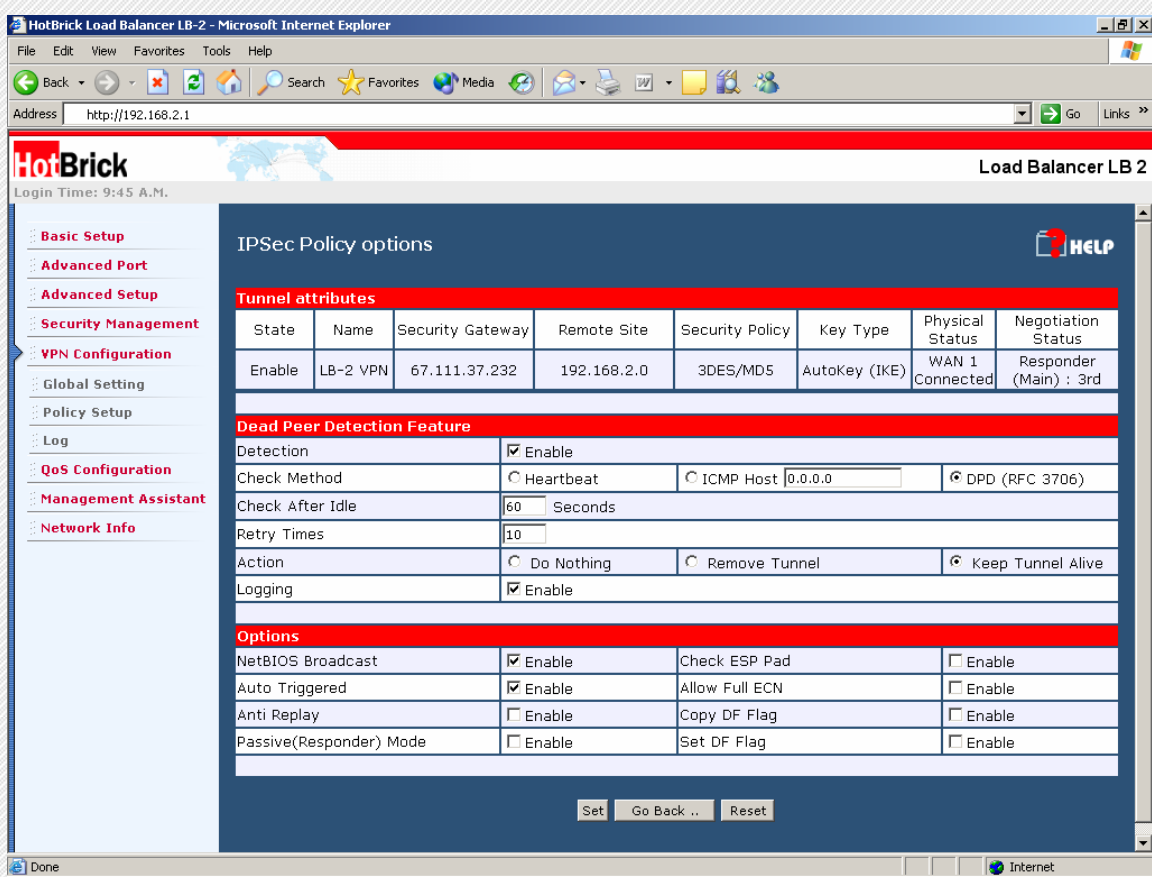 HotBrick Load Balancer LB-2 - Microsoft Internet Explorer
File Edit View Favorites Tools Help
Back Search Favorites Media
Address http://192.168.2.1 Go Links »
HotBrick
Load Balancer LB 2
Login Time: 9:45 A.M.
Basic Setup
Advanced Port
Advanced Setup
Security Management
VPN Configuration
Global Setting
Policy Setup
Log
QoS Configuration
Management Assistant
Network Info
IPSec Policy options
? HELP
Tunnel attributes
State Name Security Gateway Remote Site Security Policy Key Type Physical Status Negotiation Status
Enable LB-2 VPN 67.111.37.232 192.168.2.0 3DES/MD5 AutoKey (IKE) WAN 1 Connected Responder (Main) : 3rd
Dead Peer Detection Feature
Detection Enable
Check Method Heartbeat ICMP Host 0.0.0.0 DPD (RFC 3706)
Check After Idle 60 Seconds
Retry Times 10
Action Do Nothing Remove Tunnel Keep Tunnel Alive
Logging Enable
Options
NetBIOS Broadcast Enable Check ESP Pad Enable
Auto Triggered Enable Allow Full ECN Enable
Anti Replay Enable Copy DF Flag Enable
Passive(Responder) Mode Enable Set DF Flag Enable
Set Go Back .. Reset
Done Internet